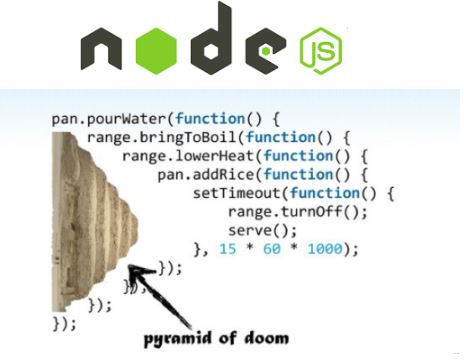 node
JS
pan.pourWater(function() {
range.bringToBoil(function() {
range.lowerHeat(function() {
pan.addRice(function() {
setTimeout(function() {
range.turnOff();
serve();
}, 15 * 60 * 1000);
});
});
});
});
pyramid of doom